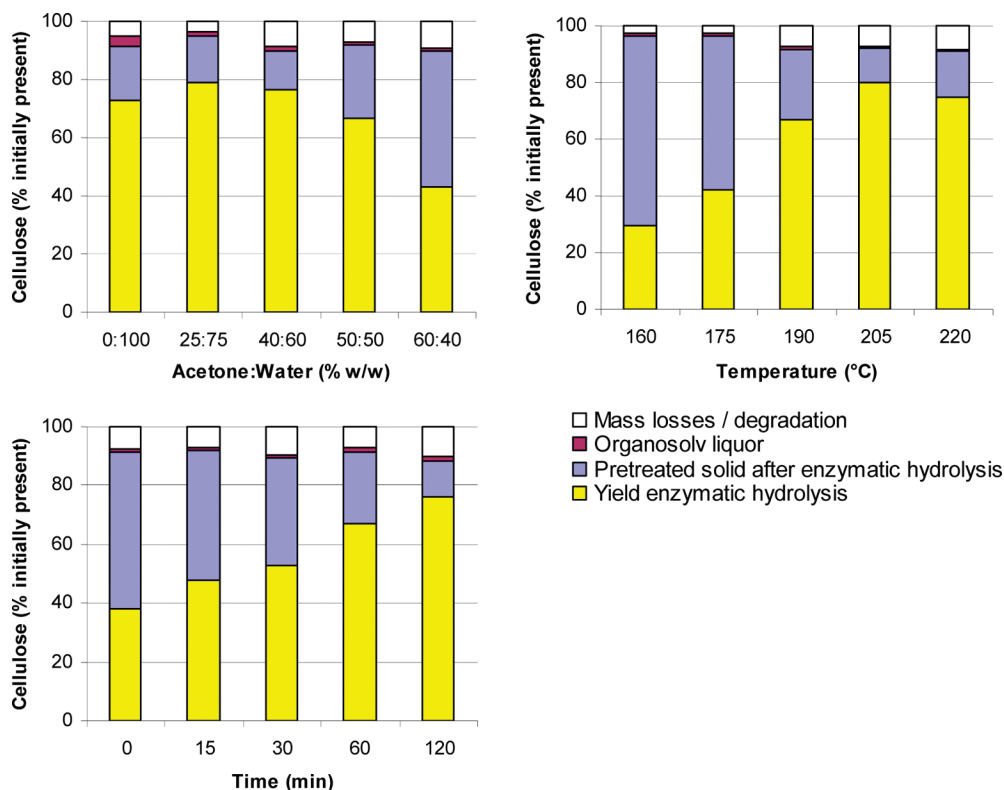 100
80
60
40
20
0
Cellulose (% initially present)
0:100 25:75 40:60 50:50 60:40
Acetone:Water (% w/w)
100
80
60
40
20
0
Cellulose (% initially present)
160 175 190 205 220
Temperature (°C)
100
80
60
40
20
0
Cellulose (% initially present)
0 15 30 60 120
Time (min)
Mass losses / degradation
Organosolv liquor
Pretreated solid after enzymatic hydrolysis
Yield enzymatic hydrolysis